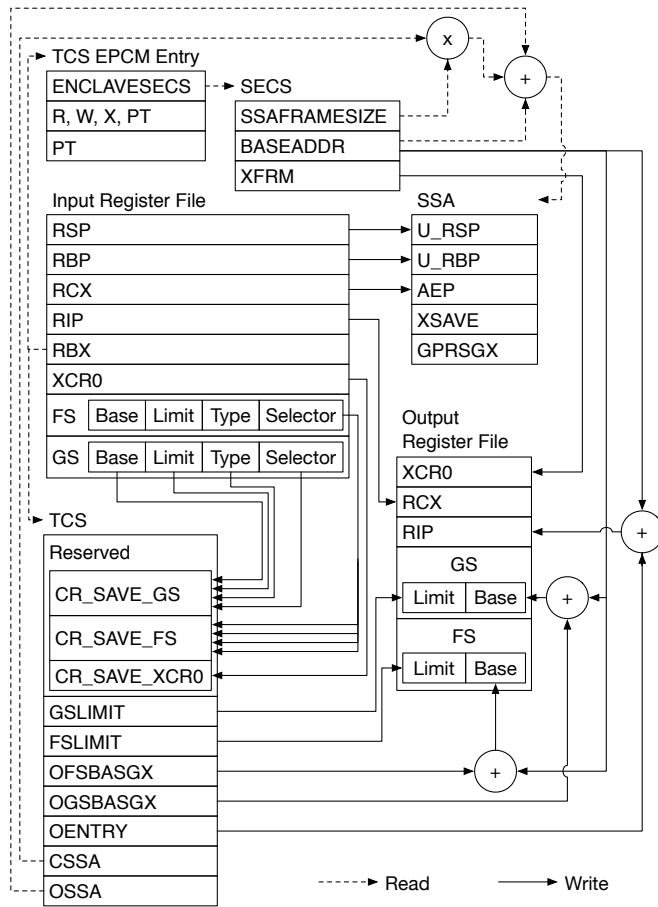 x
+
TCS EPCM Entry
ENCLAVESECS
R, W, X, PT
PT
SECS
SSAFRAMESIZE
BASEADDR
XFRM
Input Register File
RSP
RBP
RCX
RIP
RBX
XCR0
FS Base Limit Type Selector
GS Base Limit Type Selector
SSA
U_RSP
U_RBP
AEP
XSAVE
GPRSGX
Output
Register File
XCR0
RCX
RIP
+
GS
Limit Base
+
FS
Limit Base
+
TCS
Reserved
CR_SAVE_GS
CR_SAVE_FS
CR_SAVE_XCR0
GSLIMIT
FSLIMIT
OFSBASGX
OGSBASGX
OENTRY
CSSA
OSSA
Read
Write